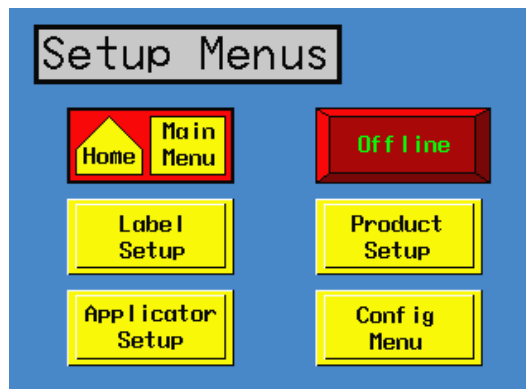 Setup Menus
Home
Main
Menu
Offline
Label
Setup
Product
Setup
Applicator
Setup
Config
Menu